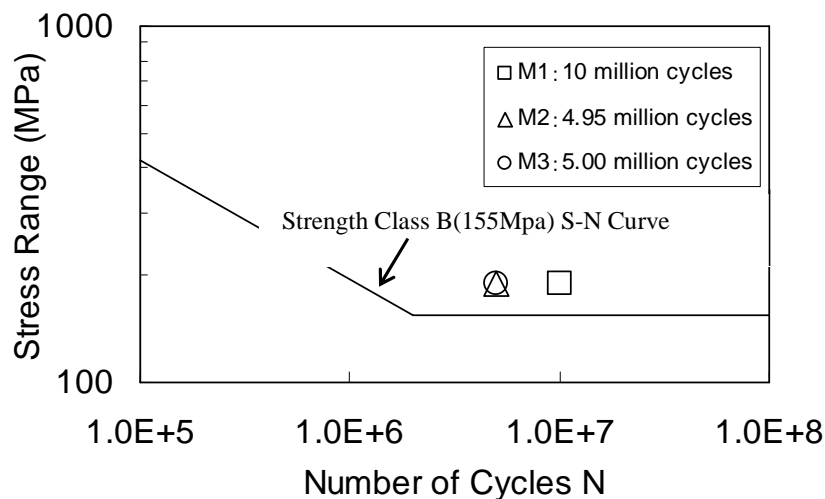 1000
Stress Range (MPa)
□ M1：10 million cycles
△ M2：4.95 million cycles
○ M3：5.00 million cycles
Strength Class B(155Mpa) S-N Curve
100
1.0E+5 1.0E+6 1.0E+7 1.0E+8
Number of Cycles N